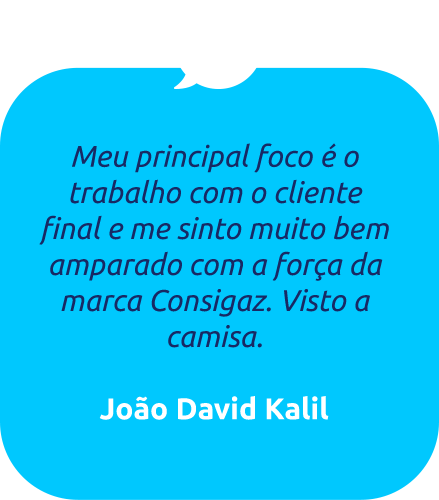 Meu principal foco é o
trabalho com o cliente
final e me sinto muito bem
amparado com a força da
marca Consigaz. Visto a
camisa.
João David Kalil